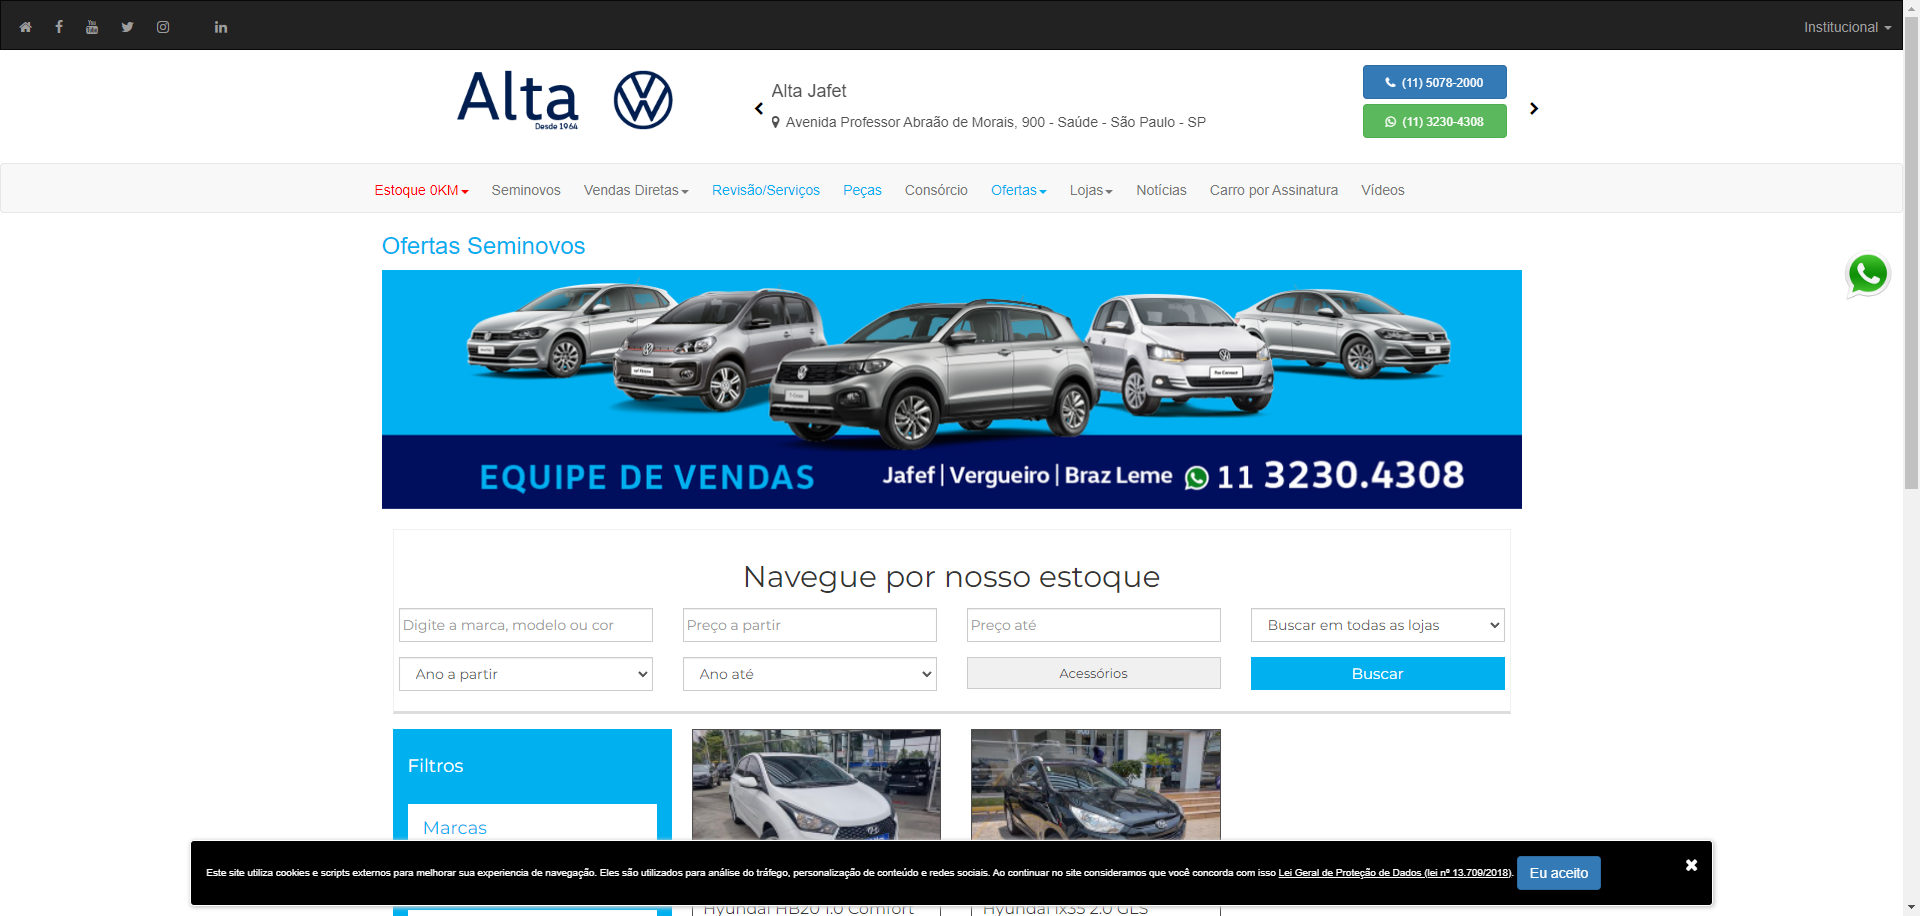 Institucional
Alta
Desde 1964
Alta Jafet
Avenida Professor Abraão de Morais, 900 - Saúde - São Paulo - SP
(11) 5078-2000
(11) 3230-4308
Estoque 0KM
Seminovos
Vendas Diretas
Revisão/Serviços
Peças
Consórcio
Ofertas
Lojas
Notícias
Carro por Assinatura
Vídeos
Ofertas Seminovos
EQUIPE DE VENDAS
Jafef | Vergueiro | Braz Leme 11 3230.4308
Navegue por nosso estoque
Digite a marca, modelo ou cor
Preço a partir
Preço até
Buscar em todas as lojas
Ano a partir
Ano até
Acessórios
Buscar
Filtros
Marcas
Este site utiliza cookies e scripts externos para melhorar sua experiencia de navegação. Eles são utilizados para análise do tráfego, personalização de conteúdo e redes sociais. Ao continuar no site consideramos que você concorda com isso Lei Geral de Proteção de Dados (lei nº 13.709/2018).
Eu aceito
Hyundai HB20 1.0 Comfort
Hyundai Ix35 2.0 GLS